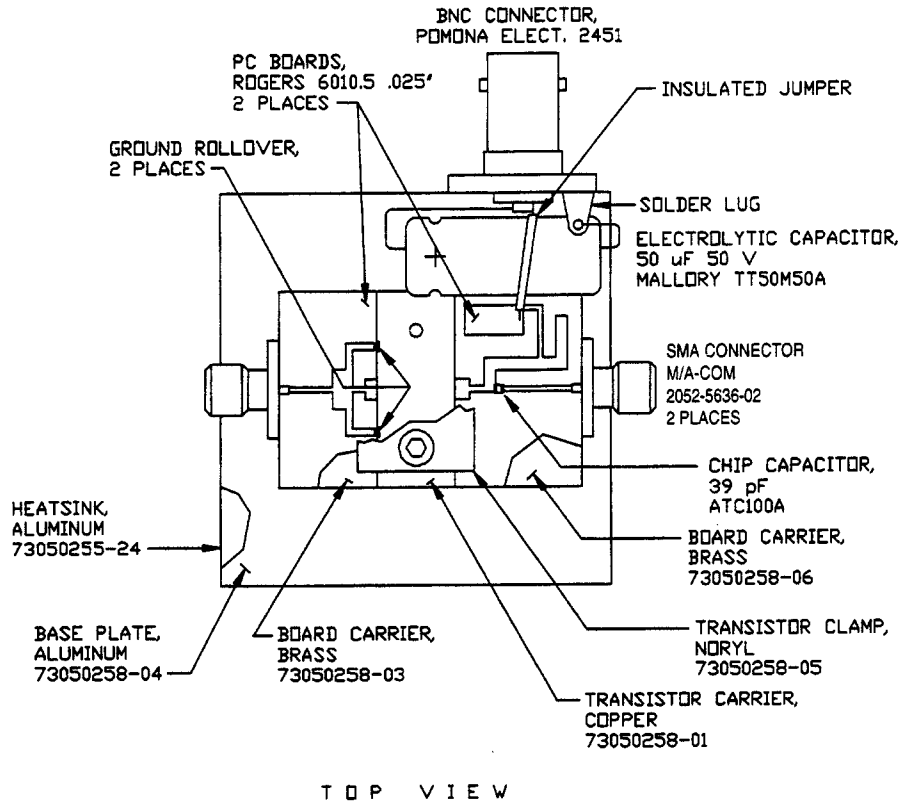 BNC CONNECTOR,
POMONA ELECT. 2451
PC BOARDS,
ROGERS 6010.5 .025"
2 PLACES
INSULATED JUMPER
GROUND ROLLOVER,
2 PLACES
SOLDER LUG
ELECTROLYTIC CAPACITOR,
50 uF 50 V
MALLORY TT50M50A
SMA CONNECTOR
M/A-COM
2052-5636-02
2 PLACES
CHIP CAPACITOR,
39 pF
ATC100A
HEATSINK,
ALUMINUM
73050255-24
BOARD CARRIER,
BRASS
73050258-06
BASE PLATE,
ALUMINUM
73050258-04
BOARD CARRIER,
BRASS
73050258-03
TRANSISTOR CLAMP,
NORYL
73050258-05
TRANSISTOR CARRIER,
COPPER
73050258-01
TOP VIEW